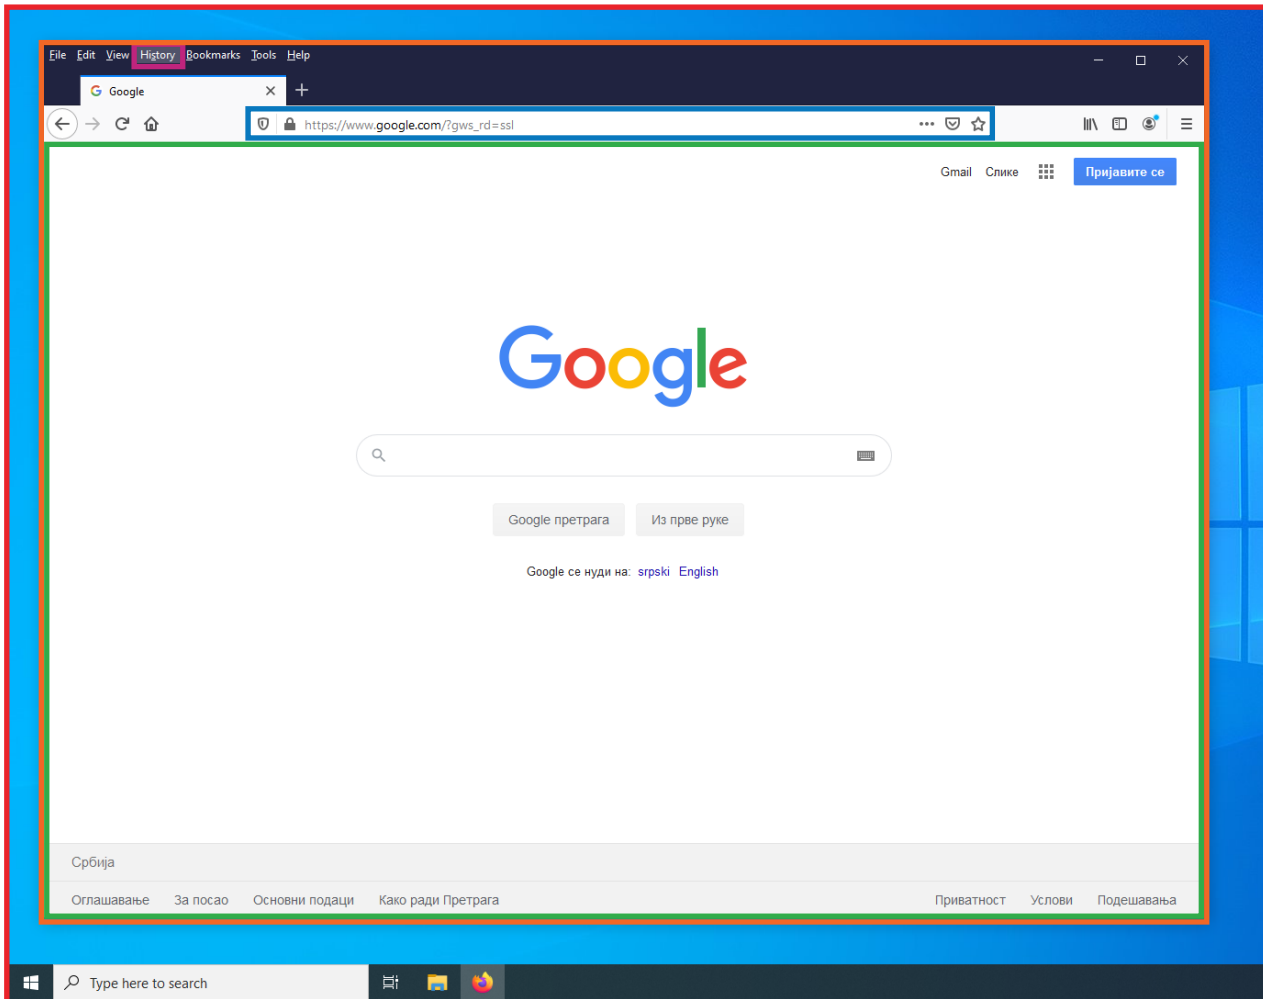 File Edit View History Bookmarks Tools Help
Google
https://www.google.com/?gws_rd=ssl
Gmail Слике Пријавите се
Google
Google претрага Из прве руке
Google се нуди на: srpski English
Србија
Оглашавање За посао Основни подаци Како ради Претрага Приватност Услови Подешавања
Type here to search